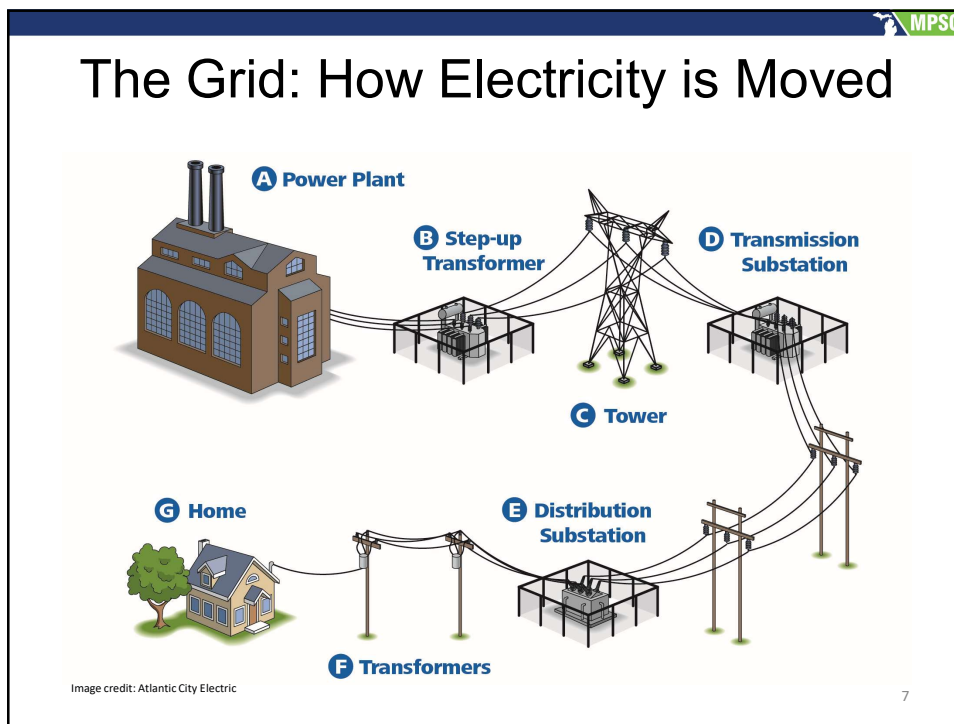 MPSC
The Grid: How Electricity is Moved
A Power Plant
B Step-up
Transformer
D Transmission
Substation
C Tower
G Home
E Distribution
Substation
F Transformers
Image credit: Atlantic City Electric
7